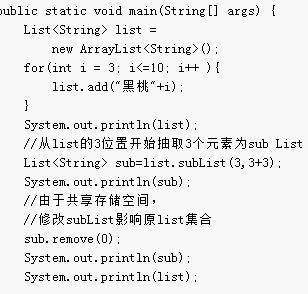 public static void main(String[] args) {
List<String> list =
new ArrayList<String>();
for(int i = 3; i<=10; i++ ){
list.add("黑桃"+i);
}
System.out.println(list);
//从list的3位置开始抽取3个元素为sub List
List<String> sub=list.subList(3,3+3);
System.out.println(sub);
//由于共享存储空间，
//修改subList影响原list集合
sub.remove(0);
System.out.println(sub);
System.out.println(list);